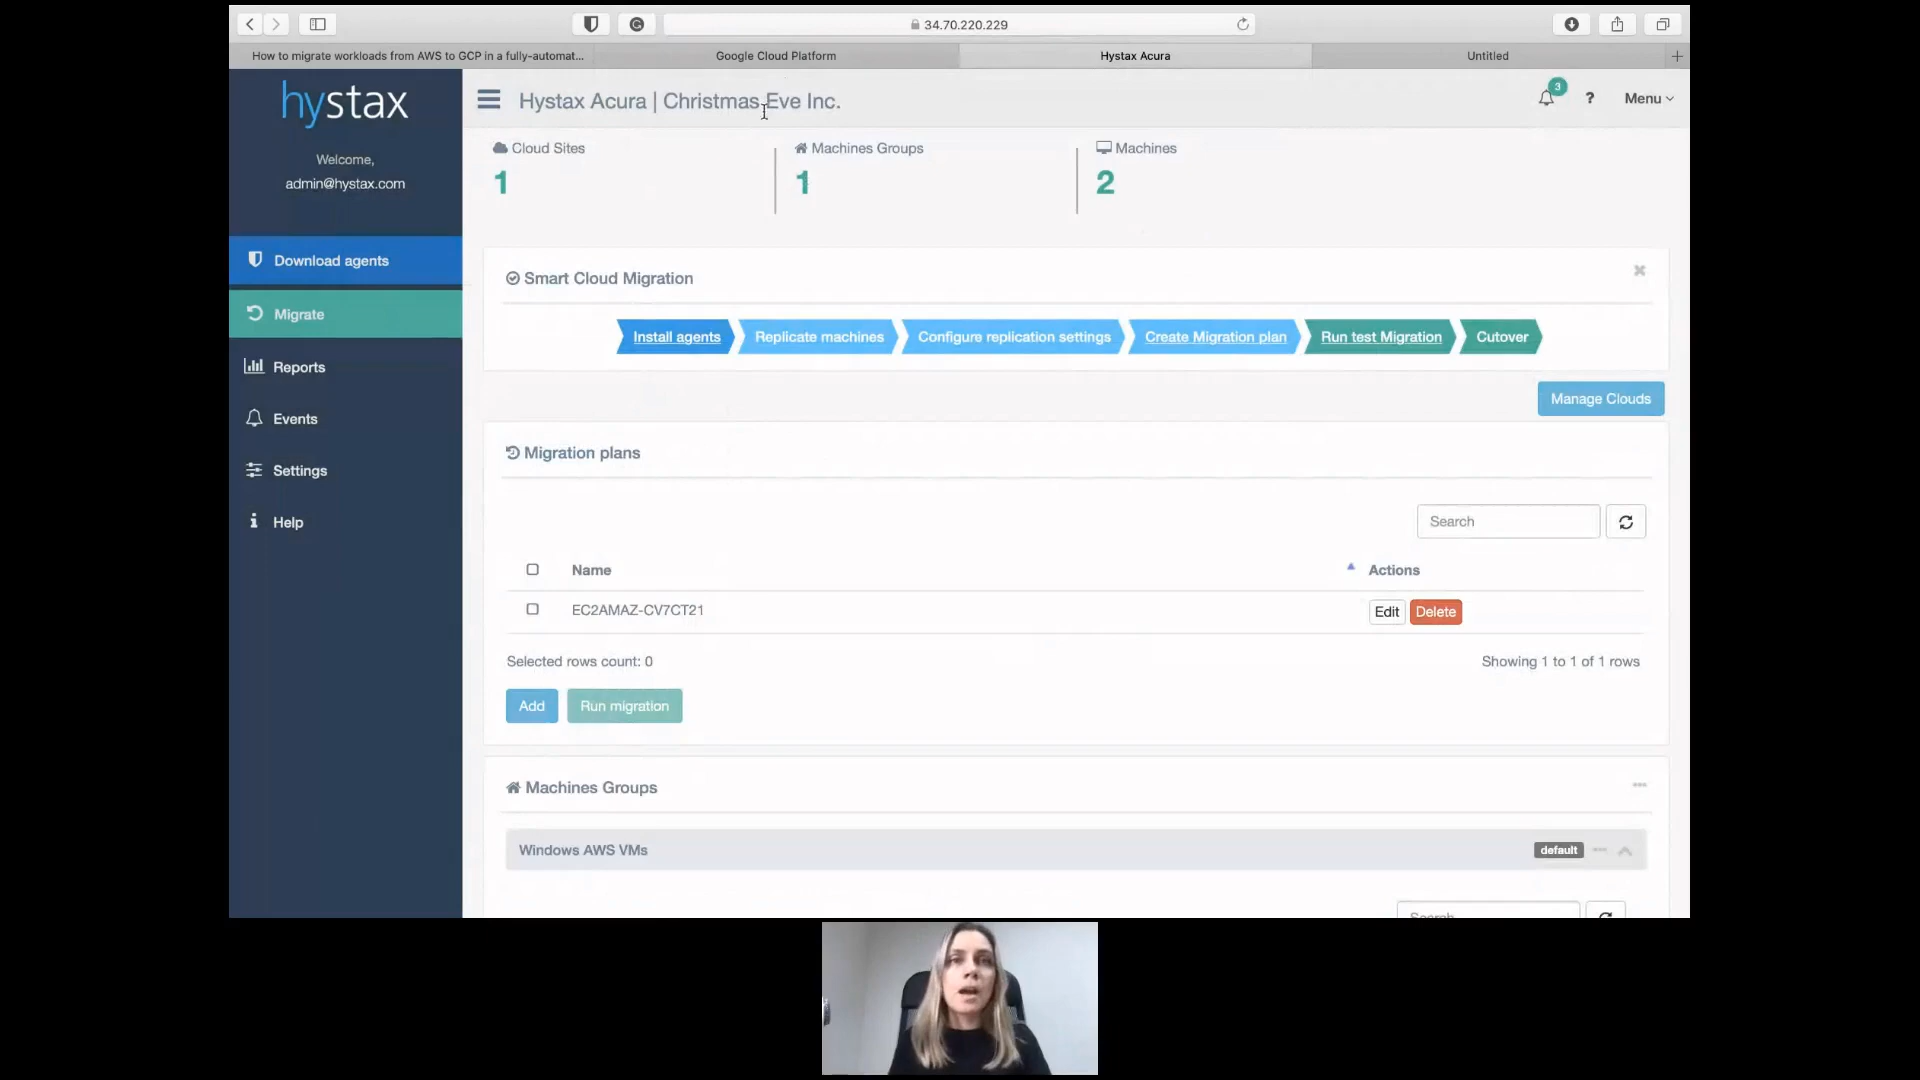 34.70.220.229
How to migrate workloads from AWS to GCP in a fully-automat...
Google Cloud Platform
Hystax Acura
Untitled
hystax
Welcome,
admin@hystax.com
Download agents
Migrate
Reports
Events
Settings
Help
Hystax Acura | Christmas Eve Inc.
3
?
Menu
Cloud Sites
1
Machines Groups
1
Machines
2
Smart Cloud Migration
Install agents
Replicate machines
Configure replication settings
Create Migration plan
Run test Migration
Cutover
Manage Clouds
Migration plans
Search
Name
Actions
EC2AMAZ-CV7CT21
Edit
Delete
Selected rows count: 0
Showing 1 to 1 of 1 rows
Add
Run migration
Machines Groups
Windows AWS VMs
default
Search